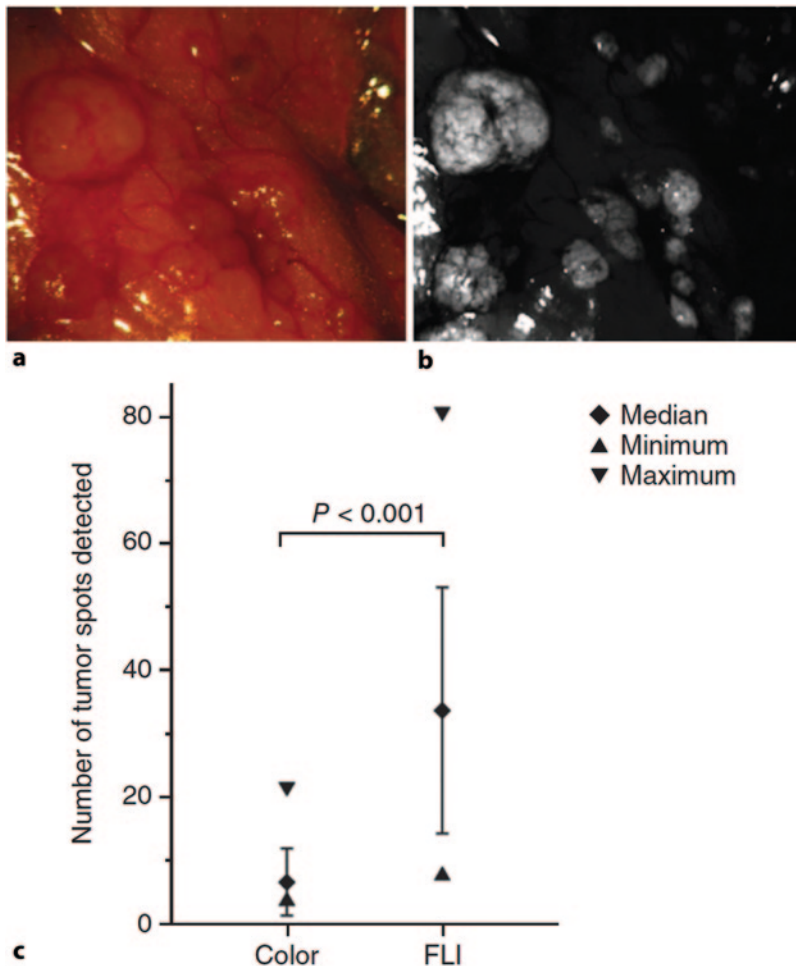 a
b
80
60
40
20
0
Number of tumor spots detected
P < 0.001
Median
Minimum
Maximum
Color
FLI
c